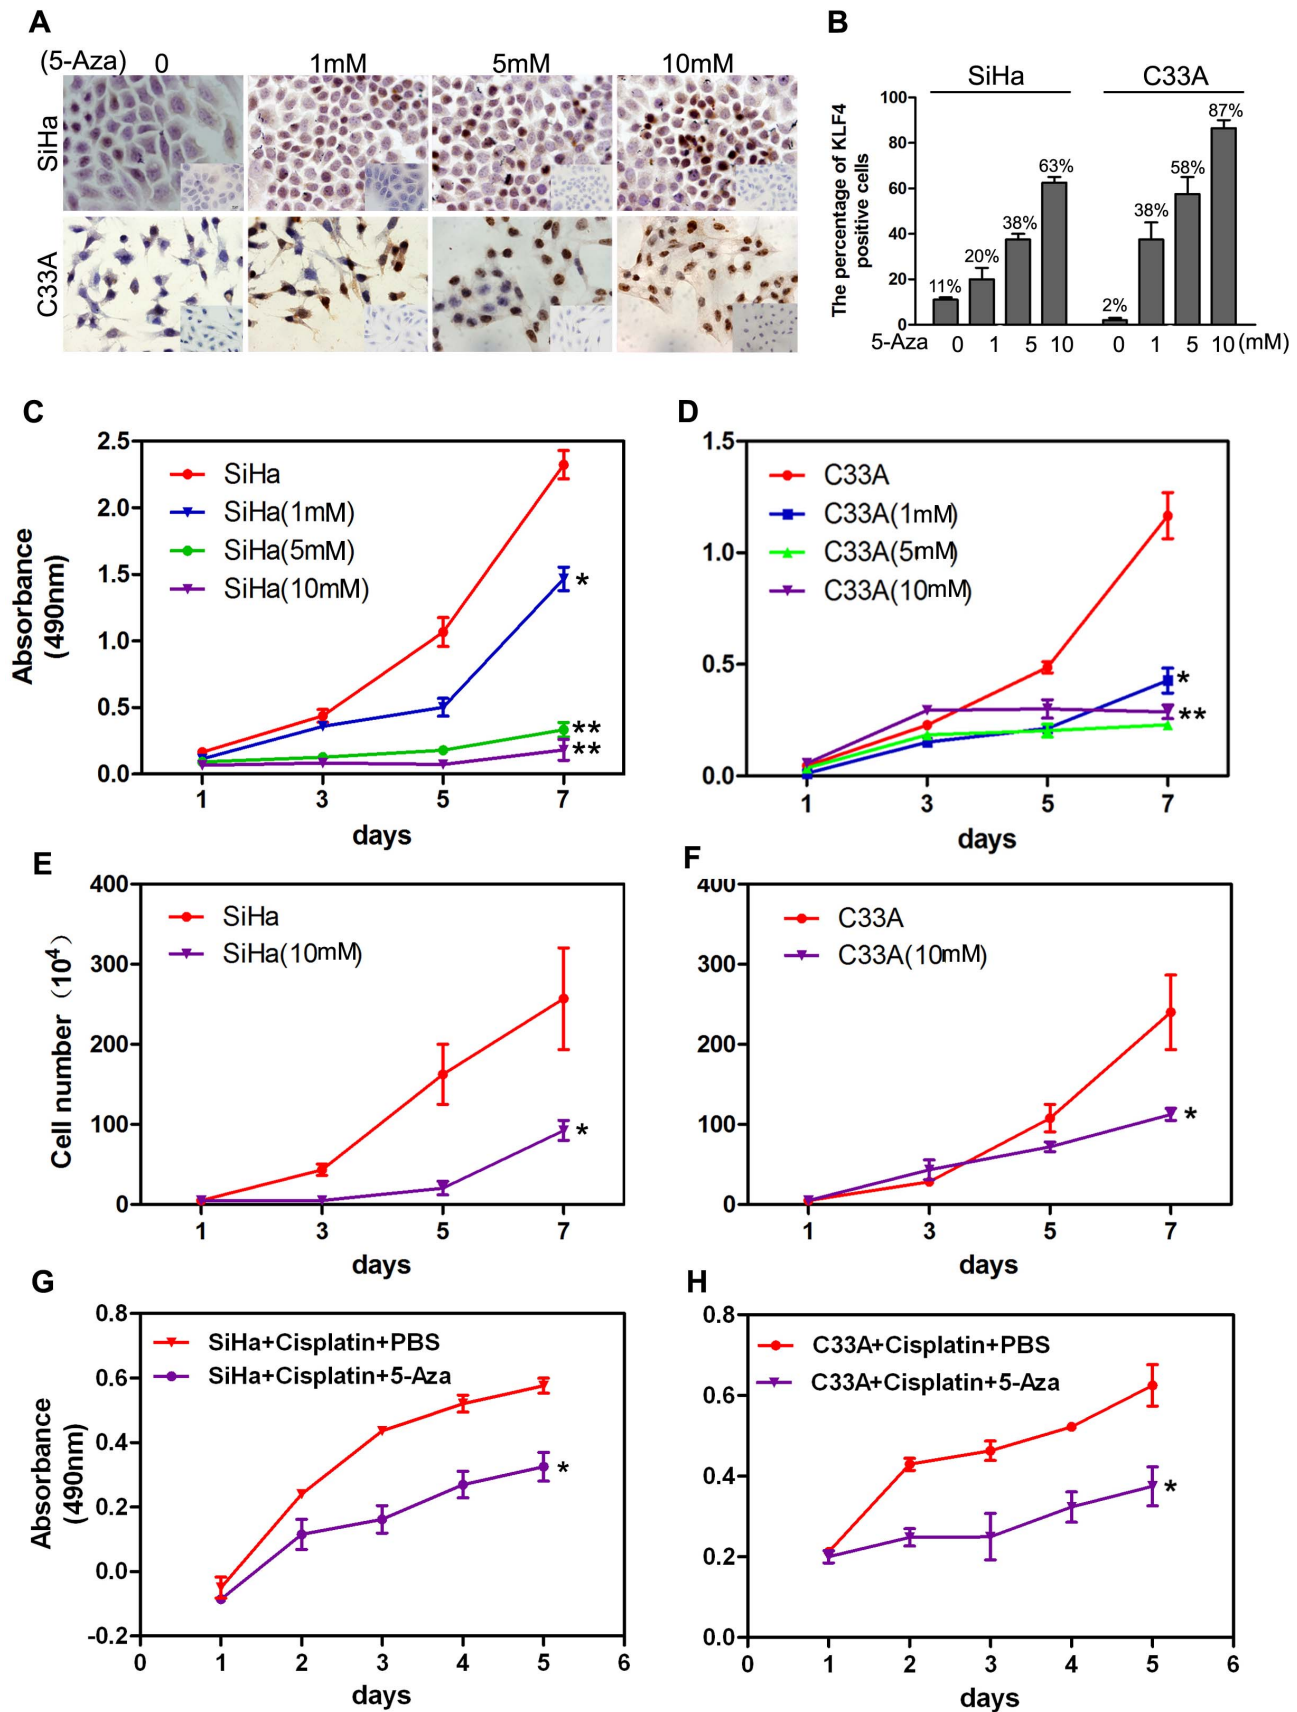 A
(5-Aza) 0 1mM 5mM 10mM
SiHa
C33A
B
SiHa C33A
The percentage of KLF4
positive cells
100
80
60
40
20
0
11% 20% 38% 63% 2% 38% 58% 87%
5-Aza 0 1 5 10 0 1 5 10 (mM)
C
Absorbance
(490nm)
2.5
2.0
1.5
1.0
0.5
0.0
SiHa
SiHa(1mM)
SiHa(5mM)
SiHa(10mM)
*
**
**
1 3 5 7
days
D
1.5
1.0
0.5
0.0
C33A
C33A(1mM)
C33A(5mM)
C33A(10mM)
*
**
1 3 5 7
days
E
Cell number (10⁴)
400
300
200
100
0
SiHa
SiHa(10mM)
*
1 3 5 7
days
F
400
300
200
100
0
C33A
C33A(10mM)
*
1 3 5 7
days
G
Absorbance
(490nm)
0.8
0.6
0.4
0.2
0.0
-0.2
SiHa+Cisplatin+PBS
SiHa+Cisplatin+5-Aza
*
0 1 2 3 4 5 6
days
H
0.8
0.6
0.4
0.2
0.0
C33A+Cisplatin+PBS
C33A+Cisplatin+5-Aza
*
0 1 2 3 4 5 6
days